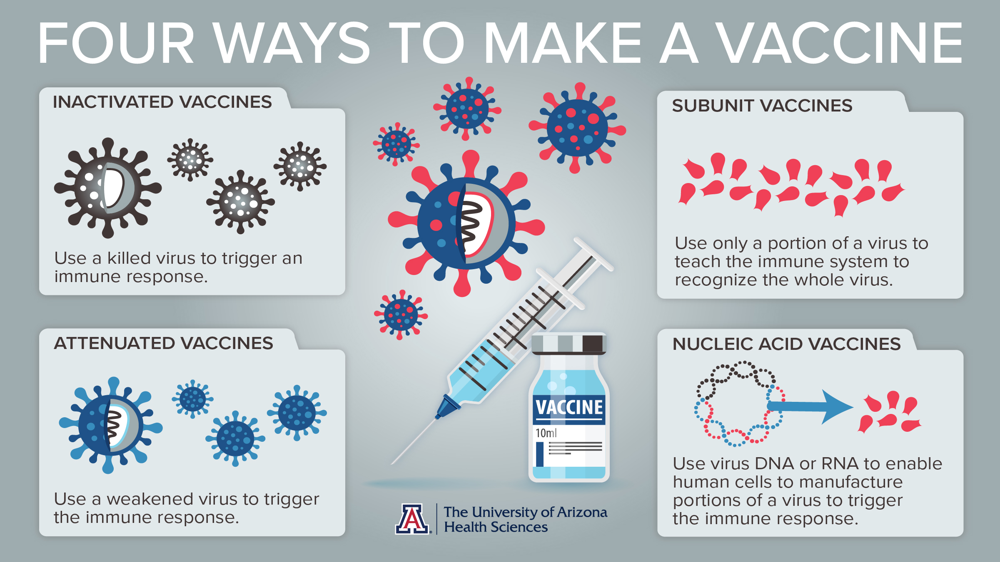 FOUR WAYS TO MAKE A VACCINE
INACTIVATED VACCINES
Use a killed virus to trigger an
immune response.
ATTENUATED VACCINES
Use a weakened virus to trigger
the immune response.
SUBUNIT VACCINES
Use only a portion of a virus to
teach the immune system to
recognize the whole virus.
NUCLEIC ACID VACCINES
Use virus DNA or RNA to enable
human cells to manufacture
portions of a virus to trigger
the immune response.
VACCINE
10ml
A®
The University of Arizona
Health Sciences